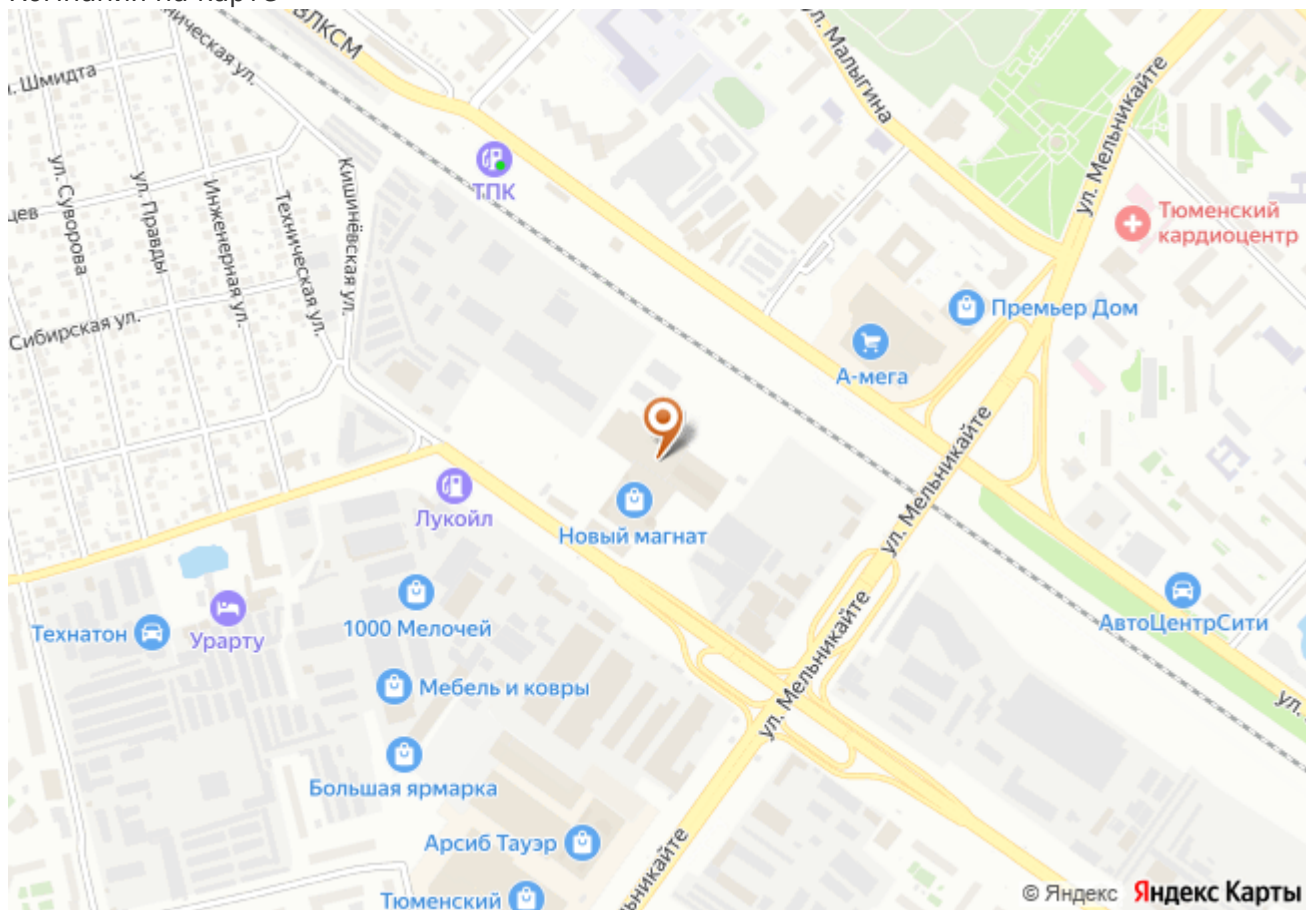 ВЛКСМ
ул. Малыгина
ул. Мельникайте
Шмидта
ул. Суворова
ул. Правды
Инженерная ул.
Техническая ул.
Кишинёвская ул.
Сибирская ул.
ТПК
Тюменский
кардиоцентр
Премьер Дом
А-мега
ул. Мельникайте
Лукойл
Новый магнат
Технатон
Урарту
1000 Мелочей
ул. Мельникайте
АвтоЦентрСити
Мебель и ковры
Большая ярмарка
Арсиб Тауэр
Тюменский
ул.
© Яндекс Яндекс Карты